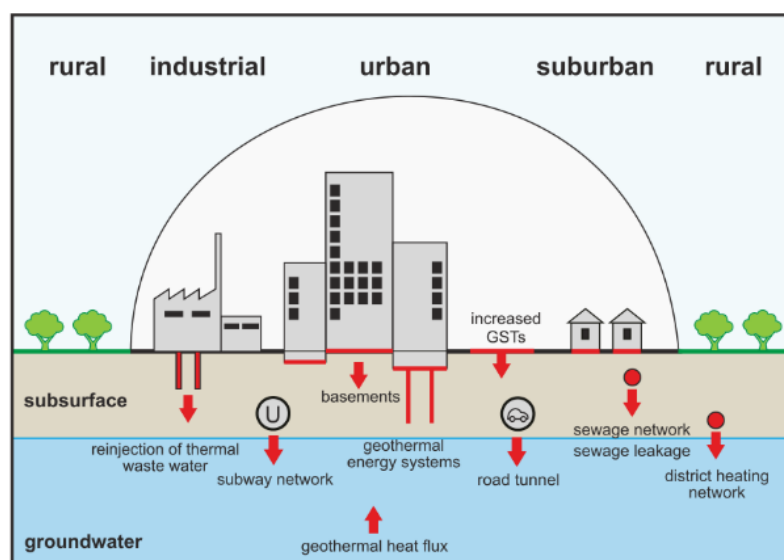 rural industrial urban suburban rural
increased
GSTs
subsurface
basements
reinjection of thermal
waste water
U
subway network
geothermal
energy systems
road tunnel
sewage network
sewage leakage
district heating
network
groundwater
geothermal heat flux